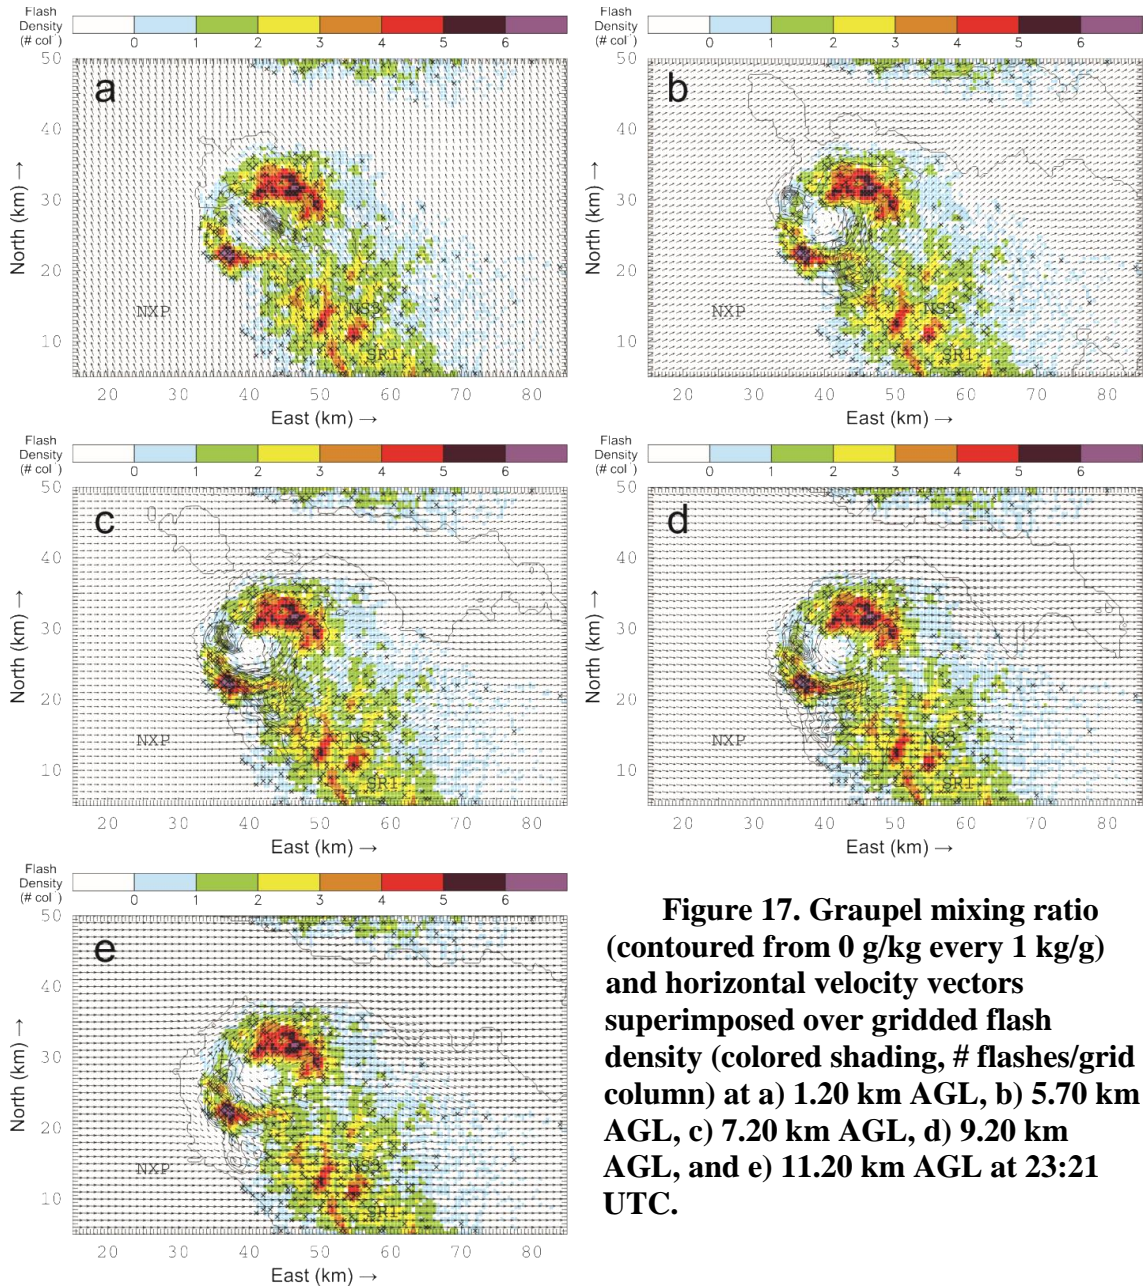 Flash
Density
(# col⁻)
0 1 2 3 4 5 6
50
40
30
20
10
North (km) →
a
NXP
NS3
SR1
20 30 40 50 60 70 80
East (km) →
Flash
Density
(# col⁻)
0 1 2 3 4 5 6
50
40
30
20
10
North (km) →
b
NXP
NS3
SR1
20 30 40 50 60 70 80
East (km) →
Flash
Density
(# col⁻)
0 1 2 3 4 5 6
50
40
30
20
10
North (km) →
c
0
0
NXP
NS3
SR1
20 30 40 50 60 70 80
East (km) →
Flash
Density
(# col⁻)
0 1 2 3 4 5 6
50
40
30
20
10
North (km) →
d
NXP
NS3
SR1
20 30 40 50 60 70 80
East (km) →
Flash
Density
(# col⁻)
0 1 2 3 4 5 6
50
40
30
20
10
North (km) →
e
NXP
NS3
SR1
20 30 40 50 60 70 80
East (km) →
Figure 17. Graupel mixing ratio
(contoured from 0 g/kg every 1 kg/g)
and horizontal velocity vectors
superimposed over gridded flash
density (colored shading, # flashes/grid
column) at a) 1.20 km AGL, b) 5.70 km
AGL, c) 7.20 km AGL, d) 9.20 km
AGL, and e) 11.20 km AGL at 23:21
UTC.